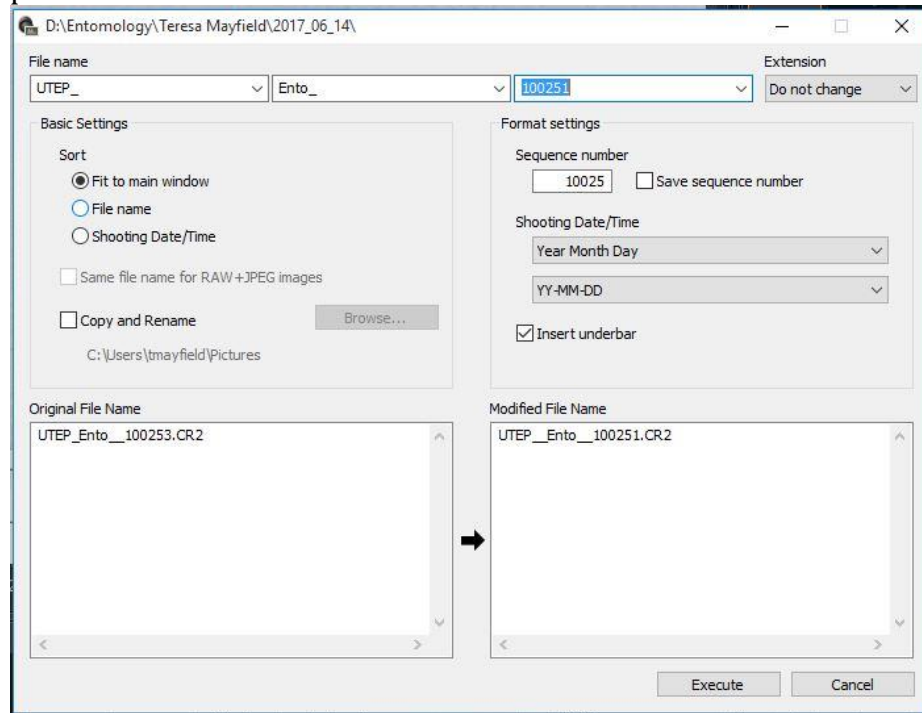 D:\Entomology\Teresa Mayfield\2017_06_14\
File name
Extension
UTEP_ Ento_ 100251 Do not change
Basic Settings
Sort
Fit to main window
File name
Shooting Date/Time
Same file name for RAW+JPEG images
Copy and Rename Browse...
C:\Users\tmayfield\Pictures
Format settings
Sequence number
10025 Save sequence number
Shooting Date/Time
Year Month Day
YY-MM-DD
Insert underbar
Original File Name
UTEP_Ento__100253.CR2
Modified File Name
UTEP__Ento__100251.CR2
Execute Cancel